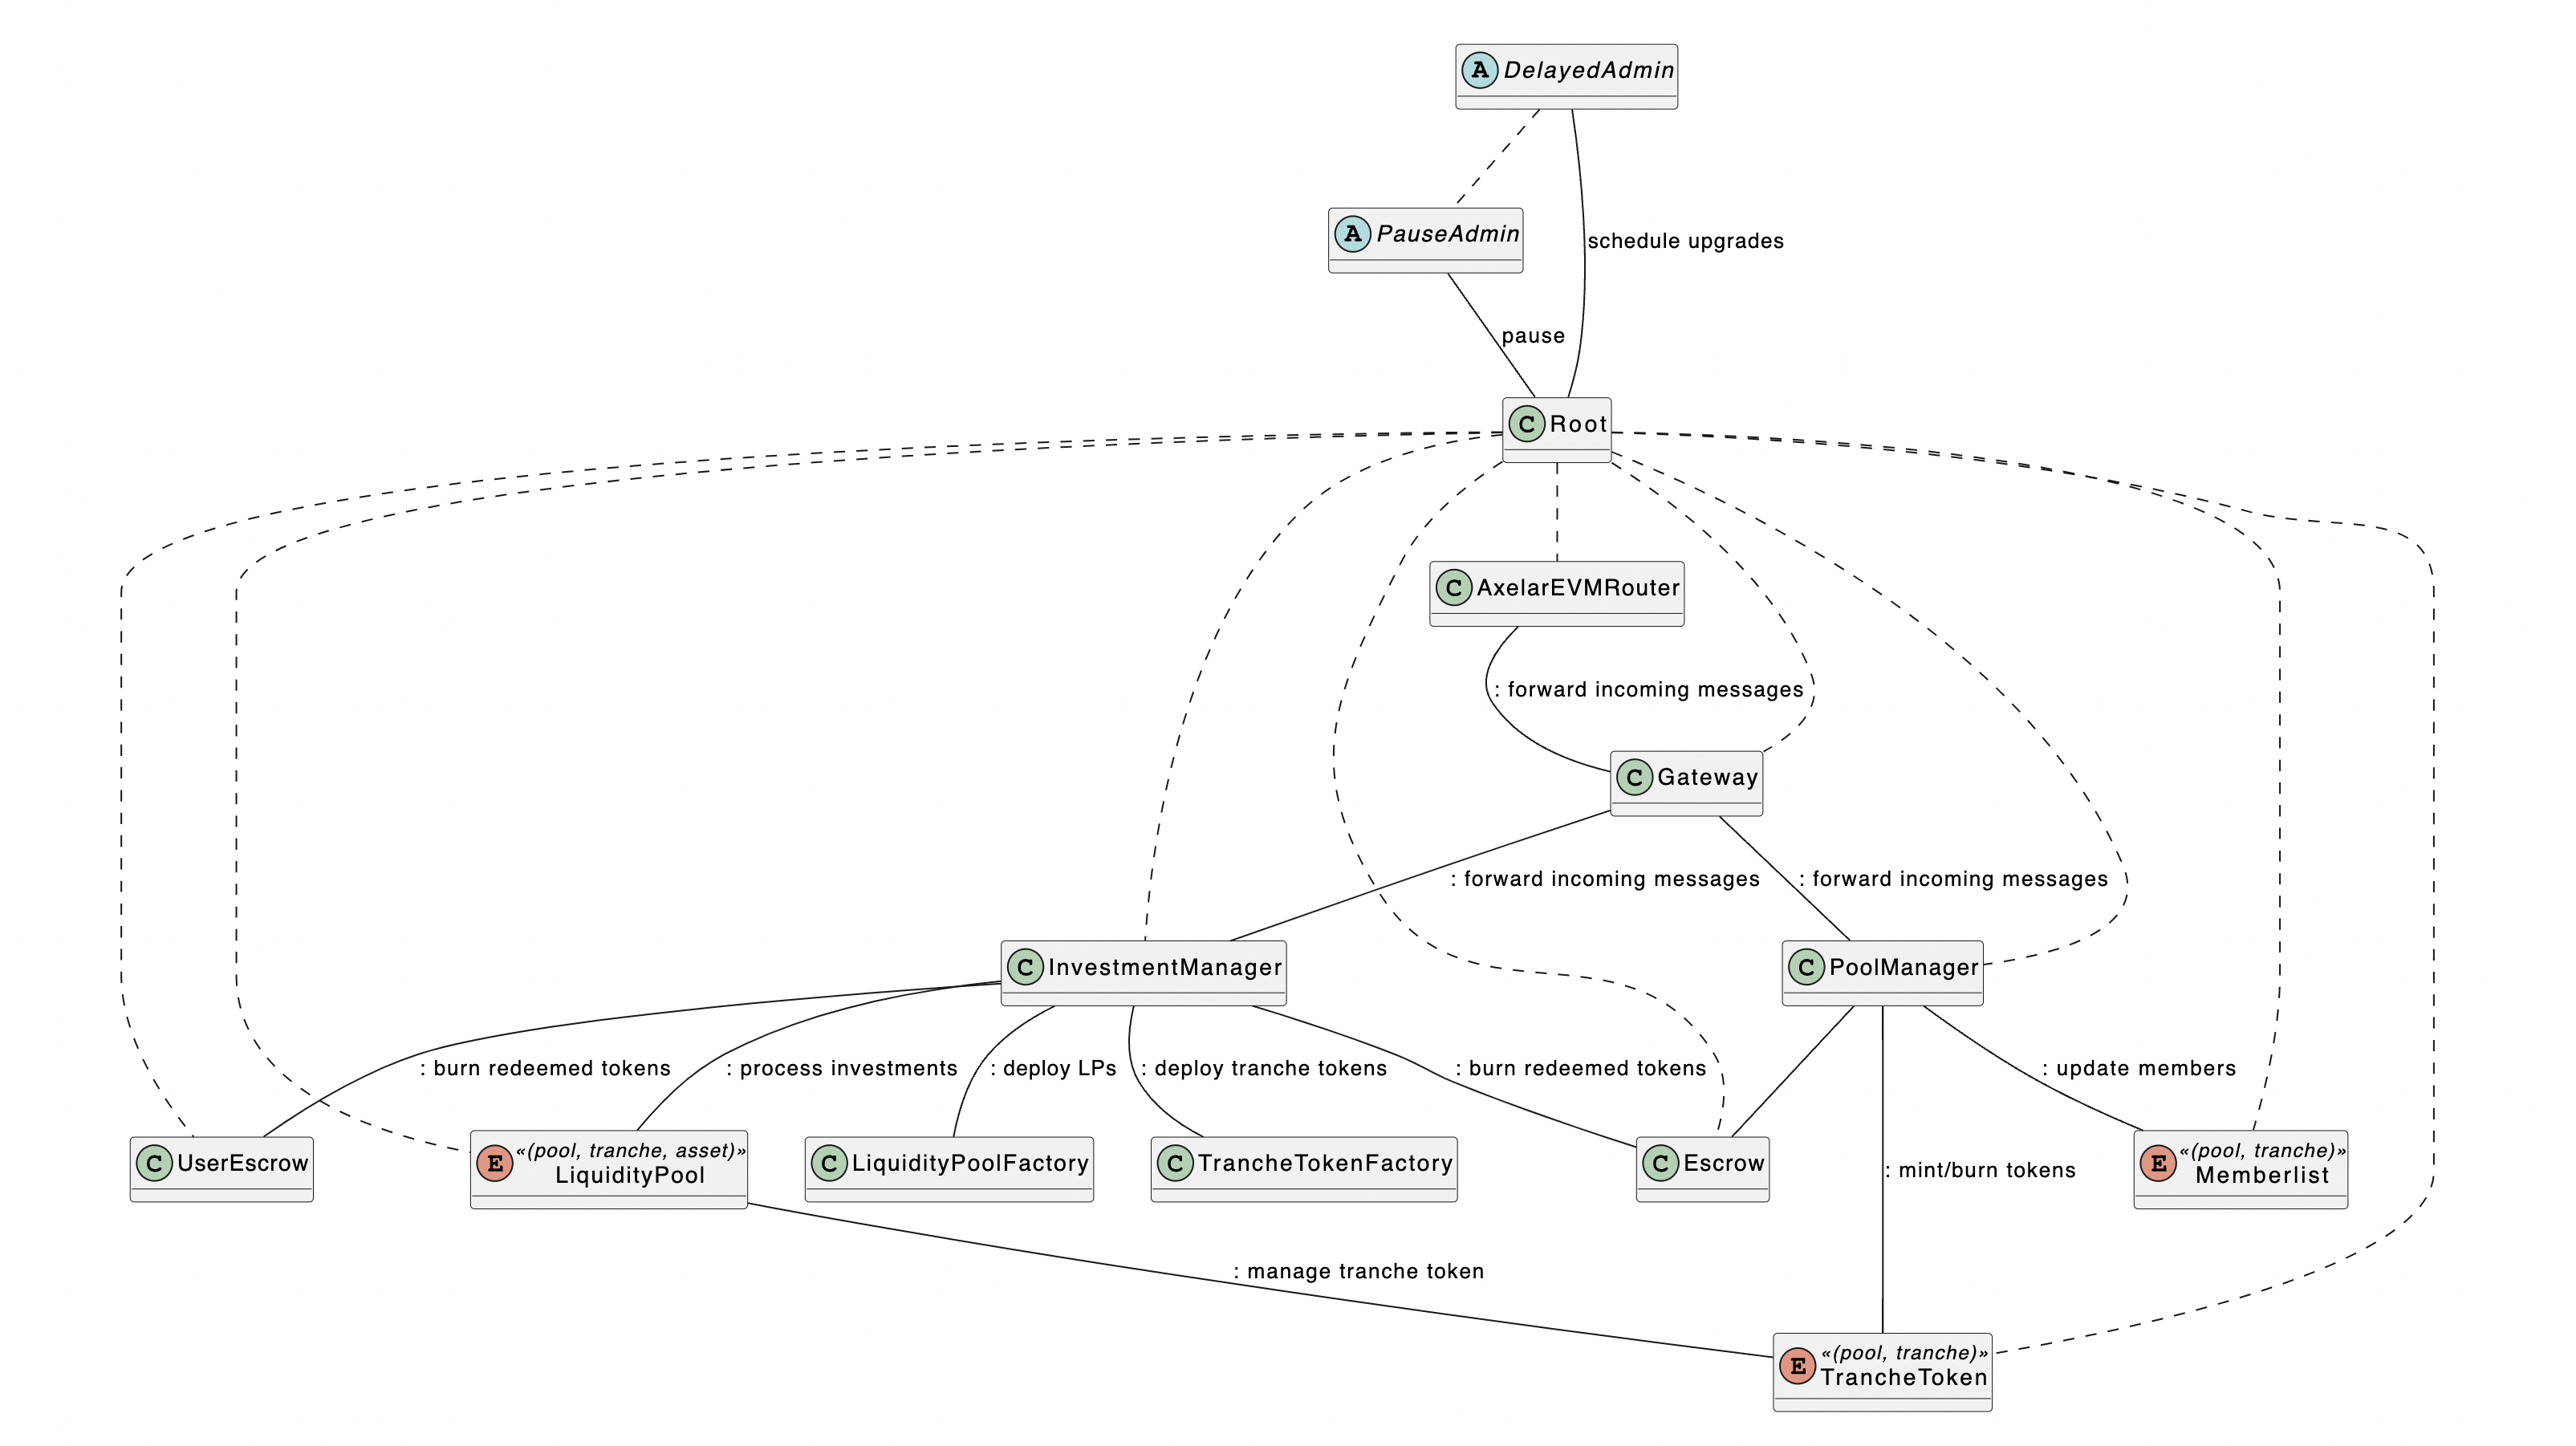 A DelayedAdmin
A PauseAdmin
schedule upgrades
pause
C Root
C AxelarEVMRouter
: forward incoming messages
C Gateway
: forward incoming messages
: forward incoming messages
C InvestmentManager
C PoolManager
: burn redeemed tokens
: process investments
: deploy LPs
: deploy tranche tokens
: burn redeemed tokens
: update members
C UserEscrow
E «(pool, tranche, asset)»
LiquidityPool
C LiquidityPoolFactory
C TrancheTokenFactory
C Escrow
: mint/burn tokens
E «(pool, tranche)»
Memberlist
: manage tranche token
E «(pool, tranche)»
TrancheToken